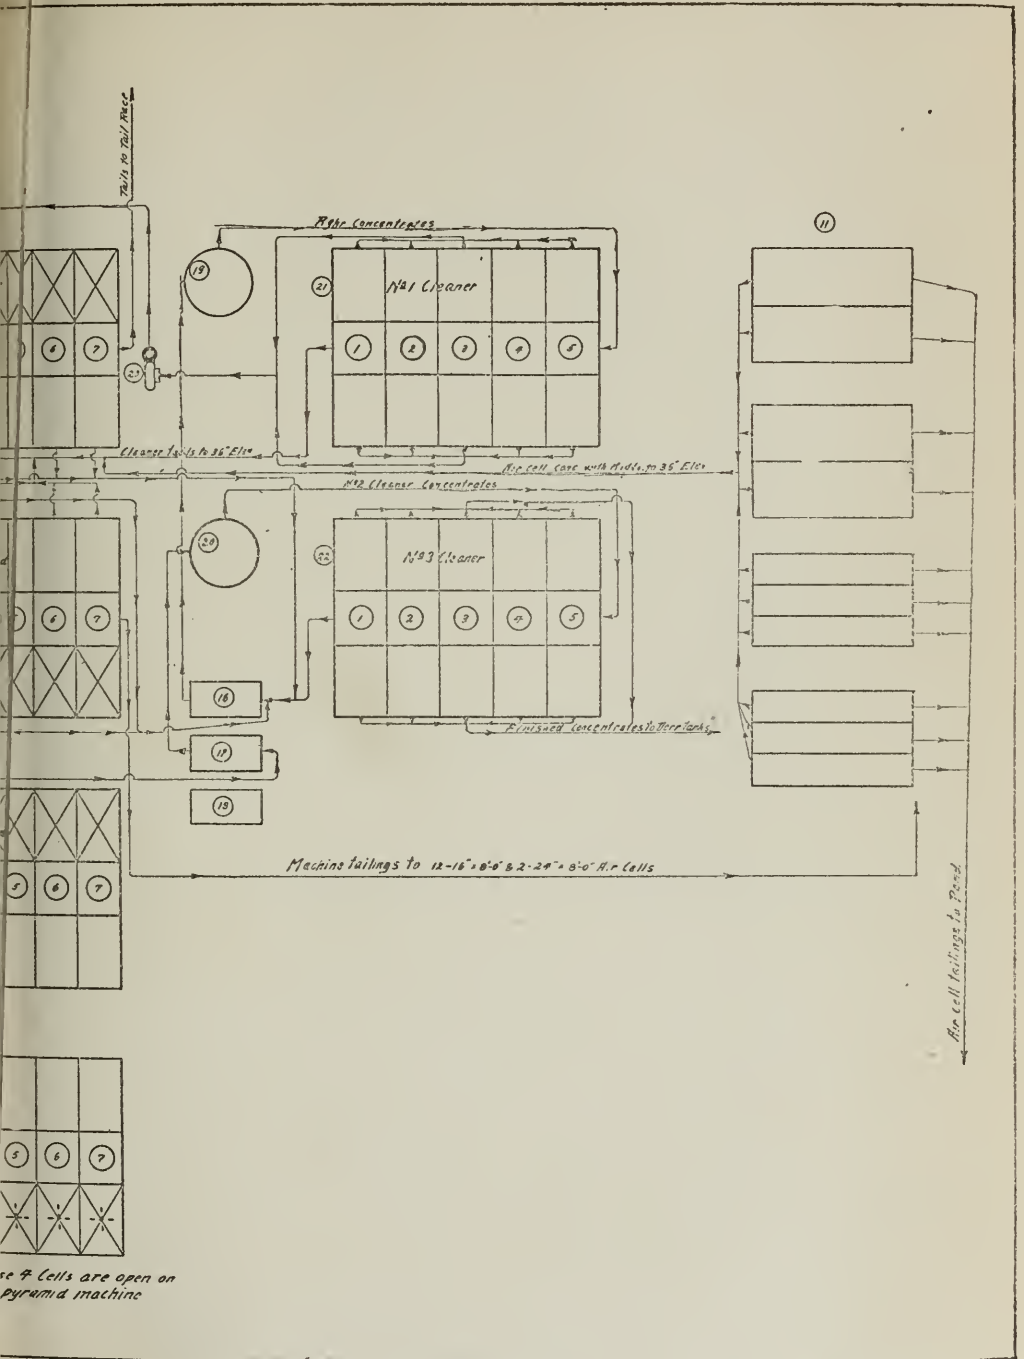 Tails to Tail Race
Rghr Concentrates
11
19
21
Nº1 Cleaner
6
7
1
2
3
4
5
23
Cleaner tails to 36" Elev
Air Cell Conc with Midds. to 36" Elev
Nº2 Cleaner Concentrates
20
22
Nº3 Cleaner
6
7
1
2
3
4
5
16
Finished Concentrates to Dorr Tanks
17
18
Machine tailings to 12-16" x 8'-0" & 2-24" x 8'-0" Air Cells
5
6
7
Air Cell tailings to Pond
5
6
7
se 4 Cells are open on
pyramid machine